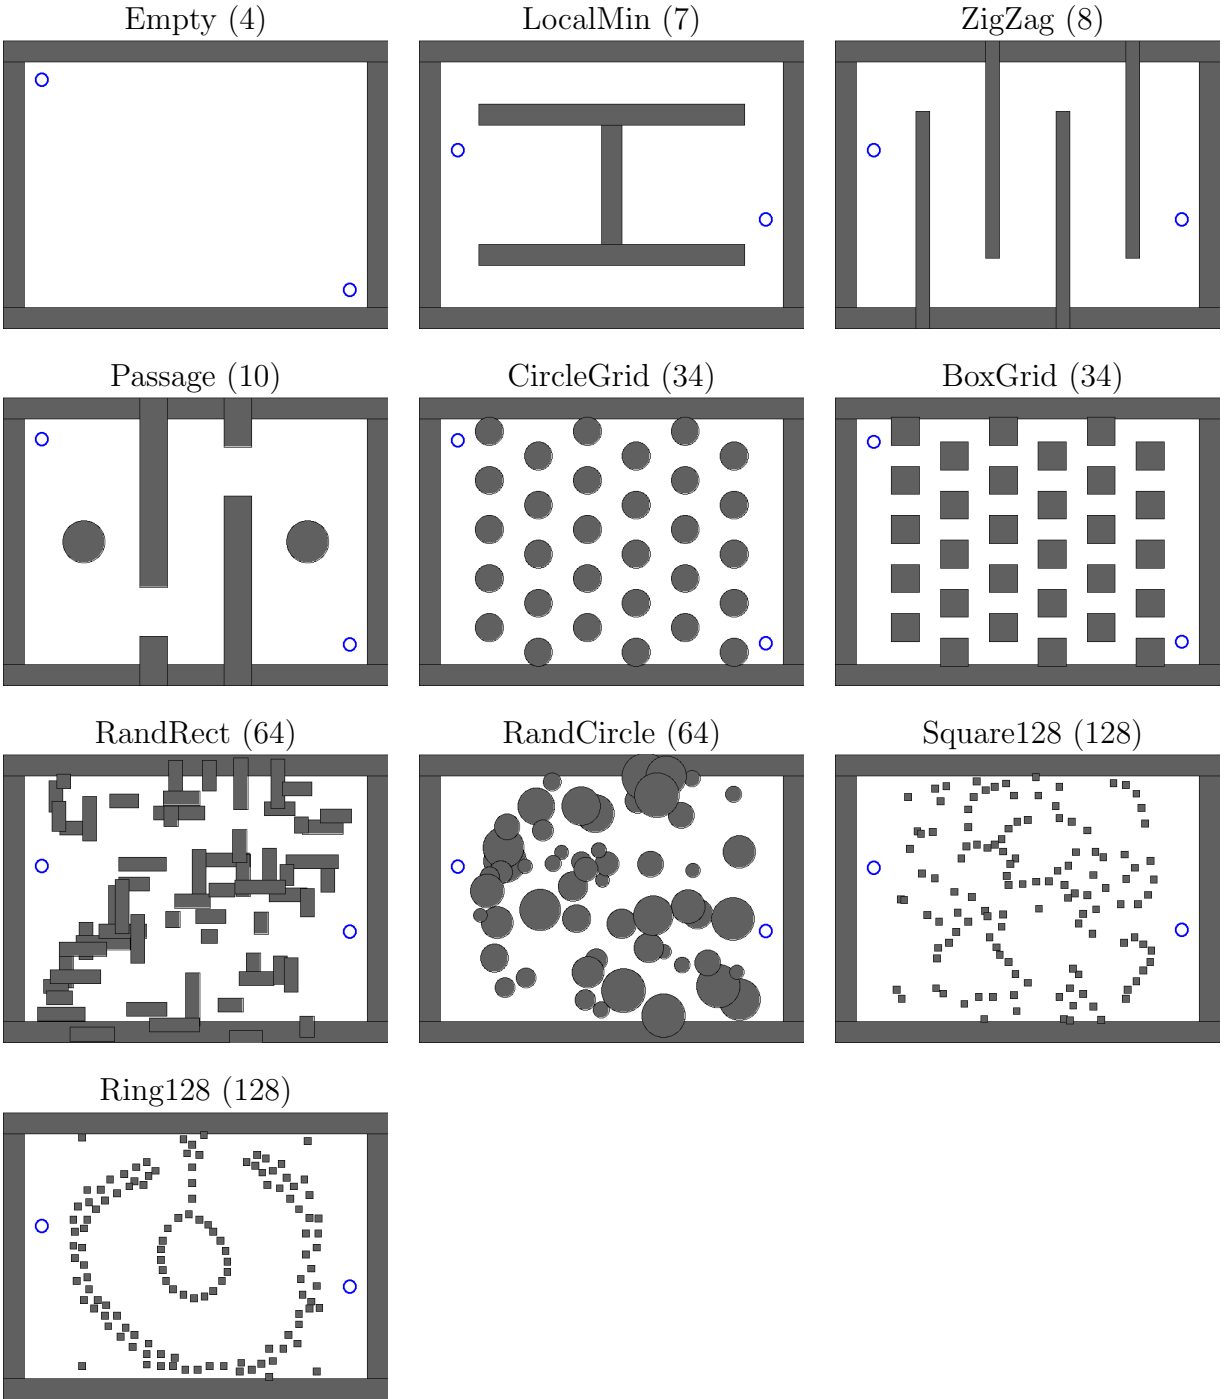 Empty (4)
LocalMin (7)
ZigZag (8)
Passage (10)
CircleGrid (34)
BoxGrid (34)
RandRect (64)
RandCircle (64)
Square128 (128)
Ring128 (128)